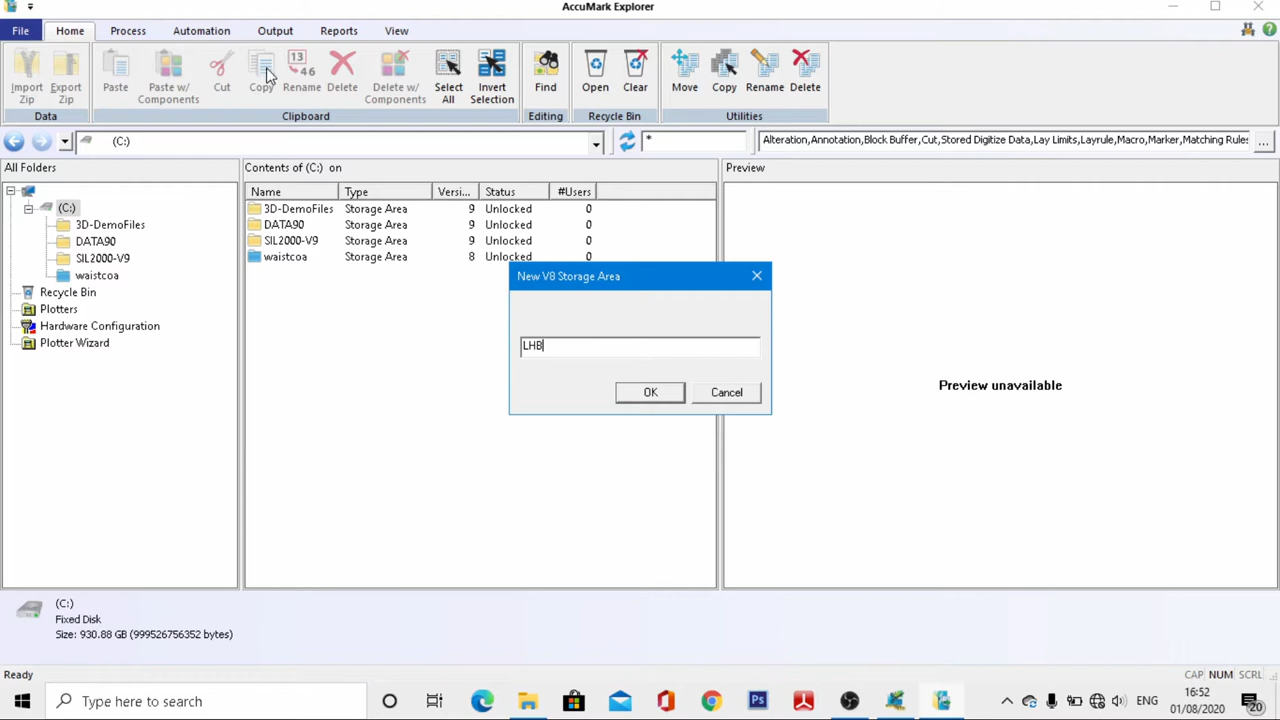 AccuMark Explorer
File Home Process Automation Output Reports View
Import Zip Export Zip Paste Paste w/ Components Cut Copy Rename Delete Delete w/ Components Select All Invert Selection Find Open Clear Move Copy Rename Delete
13 46
Data Clipboard Editing Recycle Bin Utilities
(C:) * Alteration,Annotation,Block Buffer,Cut,Stored Digitize Data,Lay Limits,Layrule,Macro,Marker,Matching Rules ...
All Folders Contents of (C:) on Preview
Name Type Versi... Status #Users
(C:) 3D-DemoFiles Storage Area 9 Unlocked 0
3D-DemoFiles DATA90 Storage Area 9 Unlocked 0
DATA90 SIL2000-V9 Storage Area 9 Unlocked 0
SIL2000-V9 waistcoa Storage Area 8 Unlocked 0
waistcoa
Recycle Bin
Plotters
Hardware Configuration
Plotter Wizard
New V8 Storage Area
LHB
OK Cancel
Preview unavailable
(C:)
Fixed Disk
Size: 930.88 GB (999526756352 bytes)
Ready CAP NUM SCRL
Type here to search ENG 16:52
01/08/2020 20